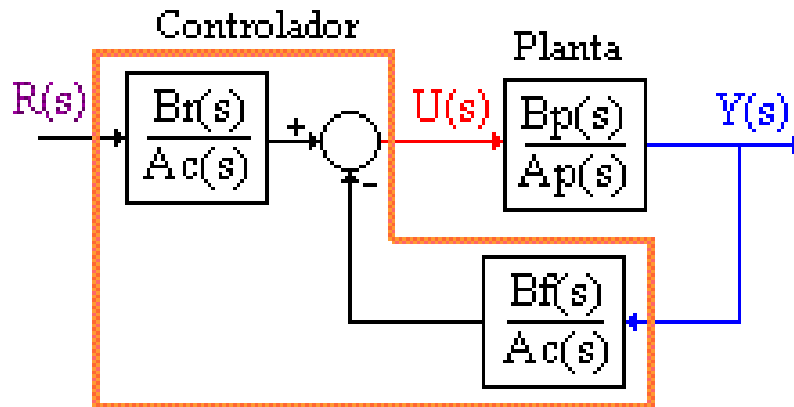 Controlador
Planta
R(s)
Br(s)
Ac(s)
+
-
U(s)
Bp(s)
Ap(s)
Y(s)
Bf(s)
Ac(s)